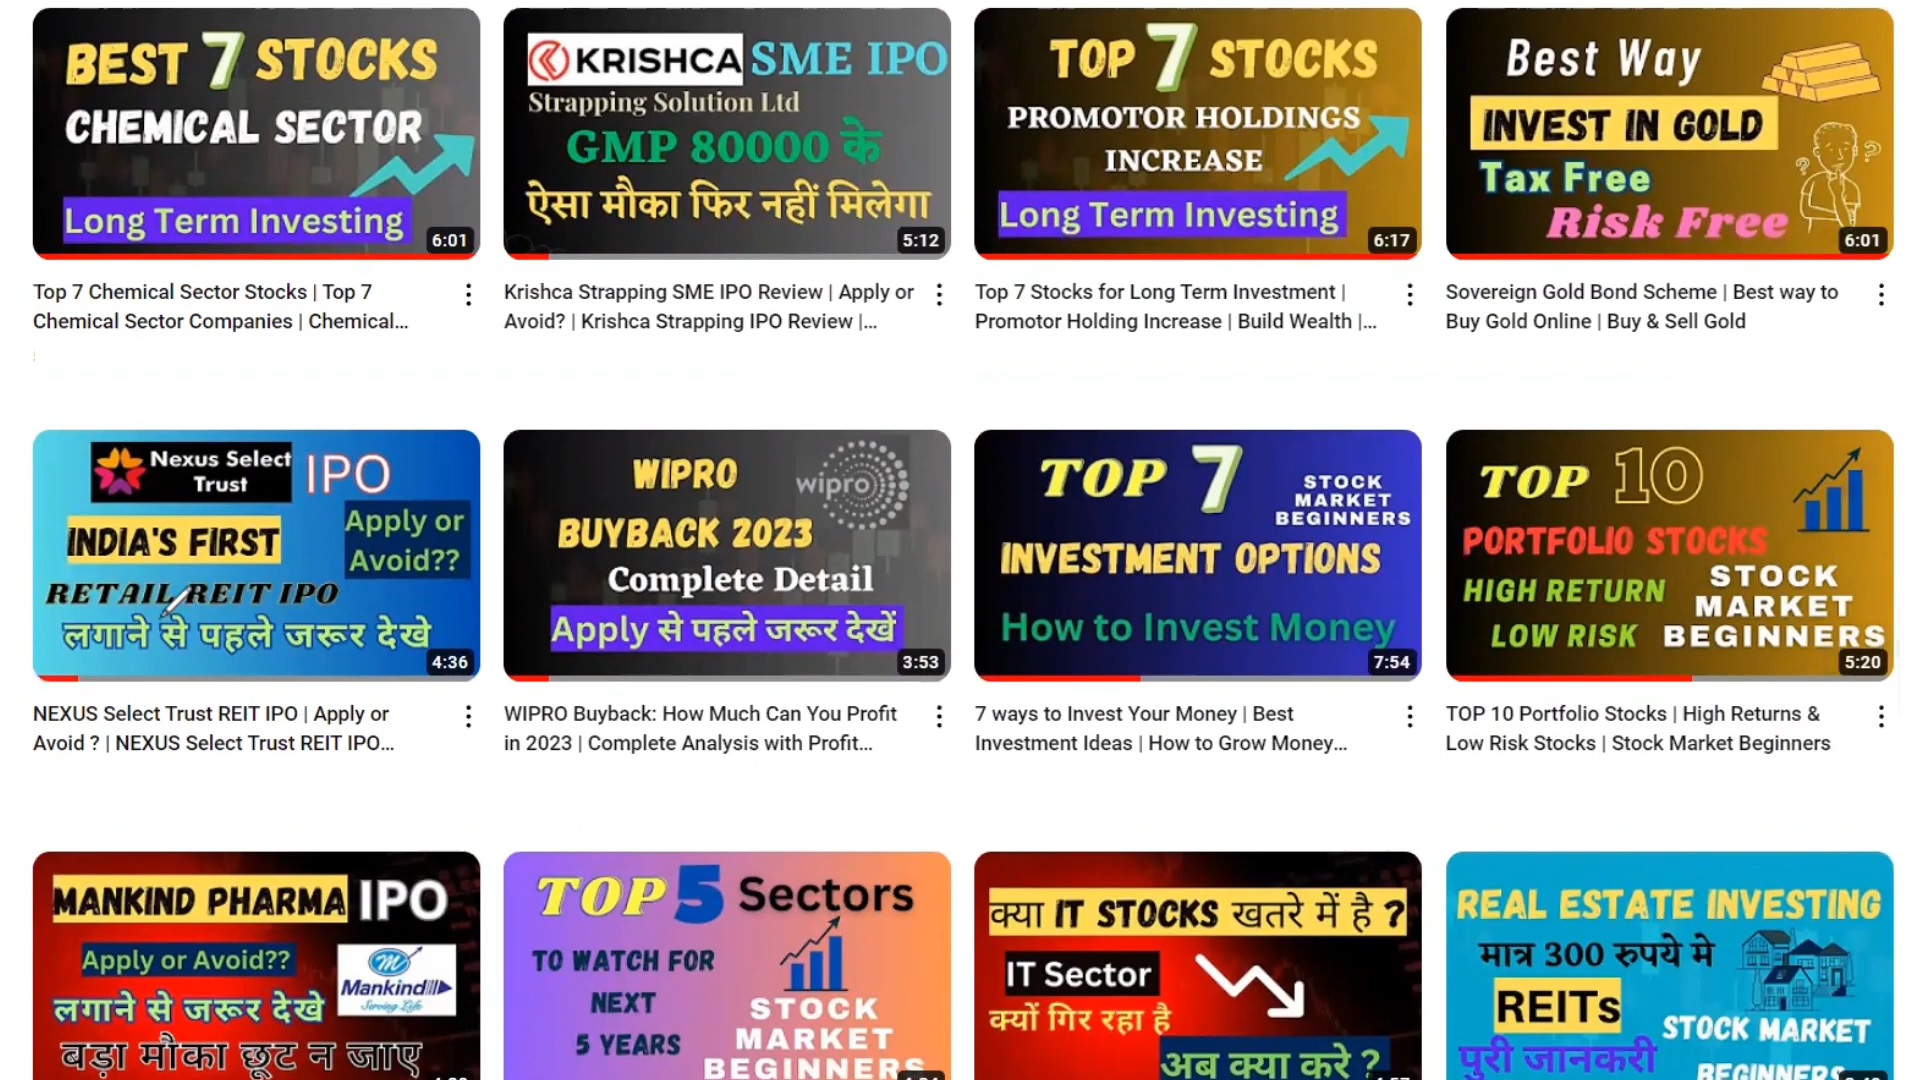 BEST 7 STOCKS
CHEMICAL SECTOR
Long Term Investing
6:01
Top 7 Chemical Sector Stocks | Top 7
Chemical Sector Companies | Chemical...
KRISHCA SME IPO
Strapping Solution Ltd
GMP 80000 के
ऐसा मौका फिर नहीं मिलेगा
5:12
Krishca Strapping SME IPO Review | Apply or
Avoid? | Krishca Strapping IPO Review |...
TOP 7 STOCKS
PROMOTOR HOLDINGS
INCREASE
Long Term Investing
6:17
Top 7 Stocks for Long Term Investment |
Promotor Holding Increase | Build Wealth |...
Best Way
INVEST IN GOLD
Tax Free
Risk Free
6:01
Sovereign Gold Bond Scheme | Best way to
Buy Gold Online | Buy & Sell Gold
Nexus Select
Trust
IPO
INDIA'S FIRST
Apply or
Avoid??
RETAIL REIT IPO
लगाने से पहले जरूर देखे
4:36
NEXUS Select Trust REIT IPO | Apply or
Avoid ? | NEXUS Select Trust REIT IPO...
WIPRO
wipro
BUYBACK 2023
Complete Detail
Apply से पहले जरूर देखें
3:53
WIPRO Buyback: How Much Can You Profit
in 2023 | Complete Analysis with Profit...
TOP 7
STOCK
MARKET
BEGINNERS
INVESTMENT OPTIONS
How to Invest Money
7:54
7 ways to Invest Your Money | Best
Investment Ideas | How to Grow Money...
TOP 10
PORTFOLIO STOCKS
HIGH RETURN
LOW RISK
STOCK
MARKET
BEGINNERS
5:20
TOP 10 Portfolio Stocks | High Returns &
Low Risk Stocks | Stock Market Beginners
MANKIND PHARMA IPO
Apply or Avoid??
Mankind
Serving Life
लगाने से जरूर देखे
बड़ा मौका छूट न जाए
TOP 5 Sectors
TO WATCH FOR
NEXT
5 YEARS
STOCK
MARKET
BEGINNERS
क्या IT STOCKS खतरे में है ?
IT Sector
क्यों गिर रहा है
अब क्या करे ?
REAL ESTATE INVESTING
मात्र 300 रुपये मे
REITs
पुरी जानकरी
STOCK MARKET
BEGINNERS